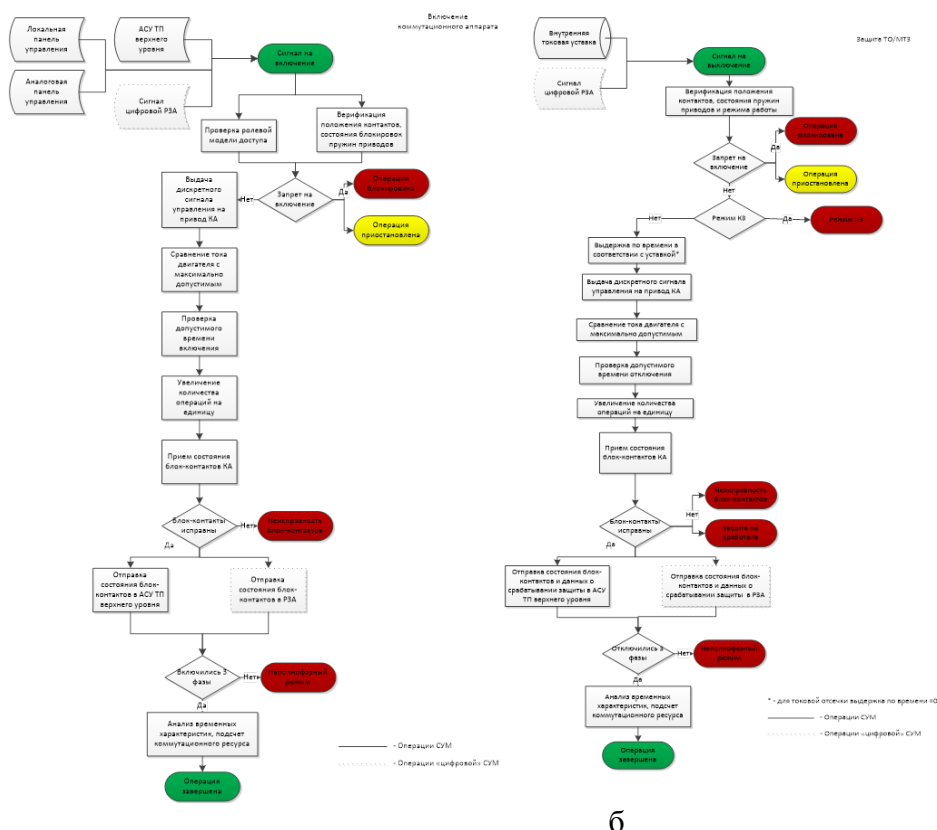 Включение
коммутационного аппарата
Локальная
панель
управления
АСУ ТП
верхнего
уровня
Аналоговая
панель
управления
Сигнал
цифровой РЗА
Сигнал на
включение
Проверка ролевой
модели доступа
Верификация
положения контактов,
состояния блокировок
пружин приводов
Запрет на
включение
Да
Нет
Операция
блокирована
Операция
приостановлена
Выдача
дискретного
сигнала
управления на
привод КА
Сравнение тока
двигателя с
максимально
допустимым
Проверка
допустимого
времени
включения
Увеличение
количества
операций на
единицу
Прием состояния
блок-контактов КА
Блок-контакты
исправны
Нет
Неисправность
блок-контактов
Да
Отправка
состояния блок-
контактов в АСУ ТП
верхнего уровня
Отправка
состояния блок-
контактов в РЗА
Включились 3
фазы
Нет
Неполнофазный
режим
Да
Анализ временных
характеристик, подсчет
коммутационного ресурса
Операция
завершена
- Операции СУМ
- Операции «цифровой» СУМ
Защита ТО/МТЗ
Внутренняя
токовая уставка
Сигнал
цифровой РЗА
Сигнал на
выключение
Верификация положения
контактов, состояния пружин
приводов и режима работы
Запрет на
включение
Да
Операция
блокирована
Операция
приостановлена
Нет
Режим КЗ
Нет
Да
Режим КЗ
Выдержка по времени в
соответствии с уставкой*
Выдача дискретного сигнала
управления на привод КА
Сравнение тока двигателя с
максимально допустимым
Проверка допустимого
времени отключения
Увеличение количества
операций на единицу
Прием состояния
блок-контактов КА
Блок-контакты
исправны
Нет
Неисправность
блок-контактов
Защита не
сработала
Да
Отправка состояния блок-
контактов и данных о
срабатывании защиты в АСУ
ТП верхнего уровня
Отправка состояния блок-
контактов и данных о
срабатывании защиты в РЗА
Отключились 3
фазы
Нет
Неполнофазный
режим
Да
Анализ временных
характеристик, подсчет
коммутационного ресурса
Операция
завершена
* - для токовой отсечки выдержка по времени =0
- Операции СУМ
- Операции «цифровой» СУМ
б